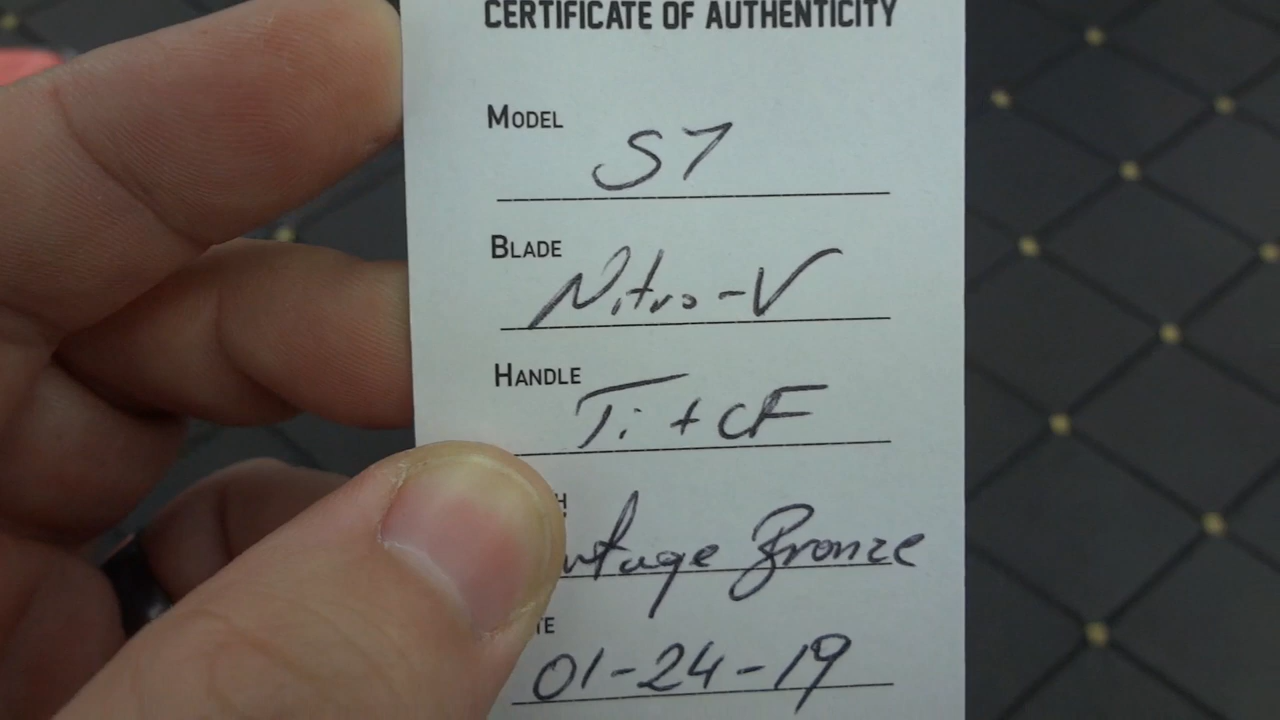 CERTIFICATE OF AUTHENTICITY
MODEL
S7
BLADE
Nitro-V
HANDLE
Ti + CF
Bronze
01-24-19